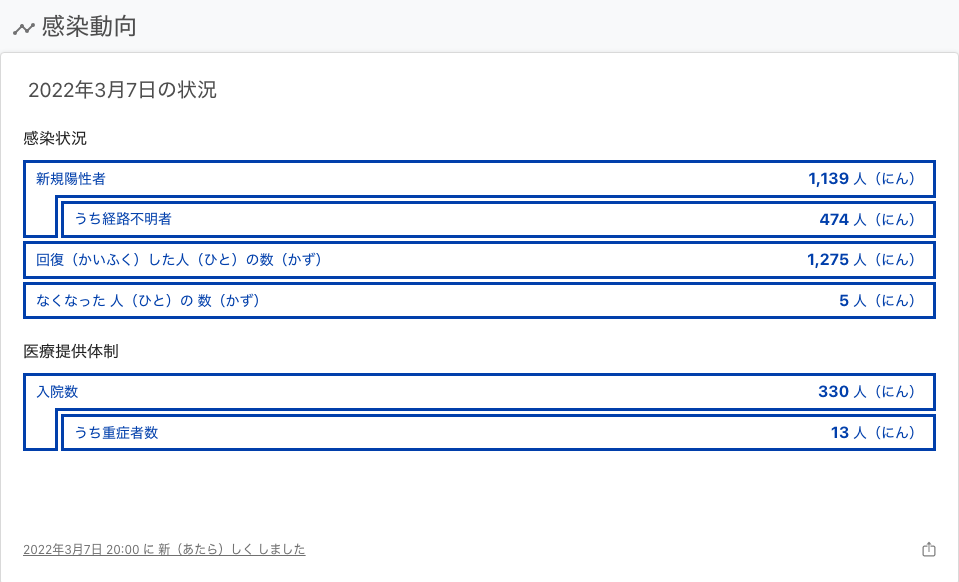 感染動向
2022年3月7日の状況
感染状況
新規陽性者 1,139 人（にん）
うち経路不明者 474 人（にん）
回復（かいふく）した人（ひと）の数（かず） 1,275 人（にん）
なくなった 人（ひと）の 数（かず） 5 人（にん）
医療提供体制
入院数 330 人（にん）
うち重症者数 13 人（にん）
2022年3月7日 20:00 に 新（あたら）しく しました